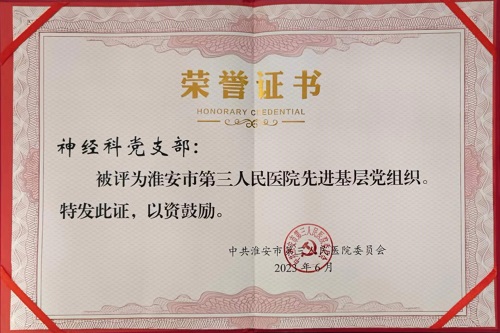 荣誉证书
HONORARY CREDENTIAL
神经科党支部：
被评为淮安市第三人民医院先进基层党组织。
特发此证，以资鼓励。
中共淮安市第三人民医院委员会
2023年6月